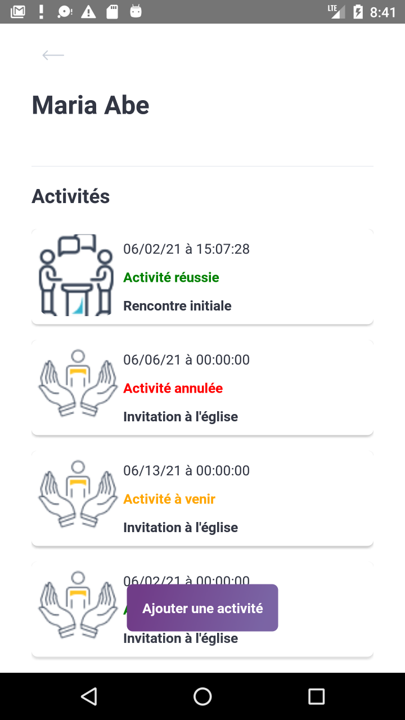 LTE 8:41
Maria Abe
Activités
06/02/21 à 15:07:28
Activité réussie
Rencontre initiale
06/06/21 à 00:00:00
Activité annulée
Invitation à l'église
06/13/21 à 00:00:00
Activité à venir
Invitation à l'église
06/02/21 à 00:00:00
Ajouter une activité
Invitation à l'église